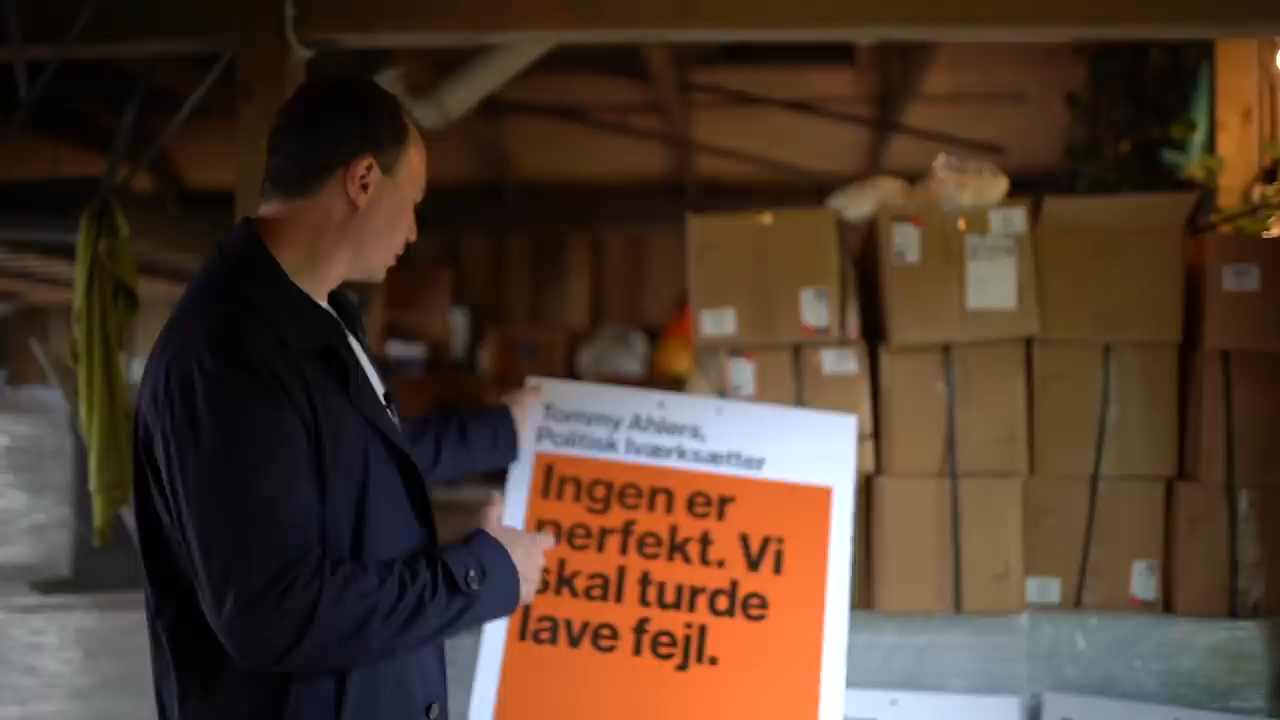 Tommy Ahlers,
Politisk Iværksætter
Ingen er
perfekt. Vi
skal turde
lave fejl.